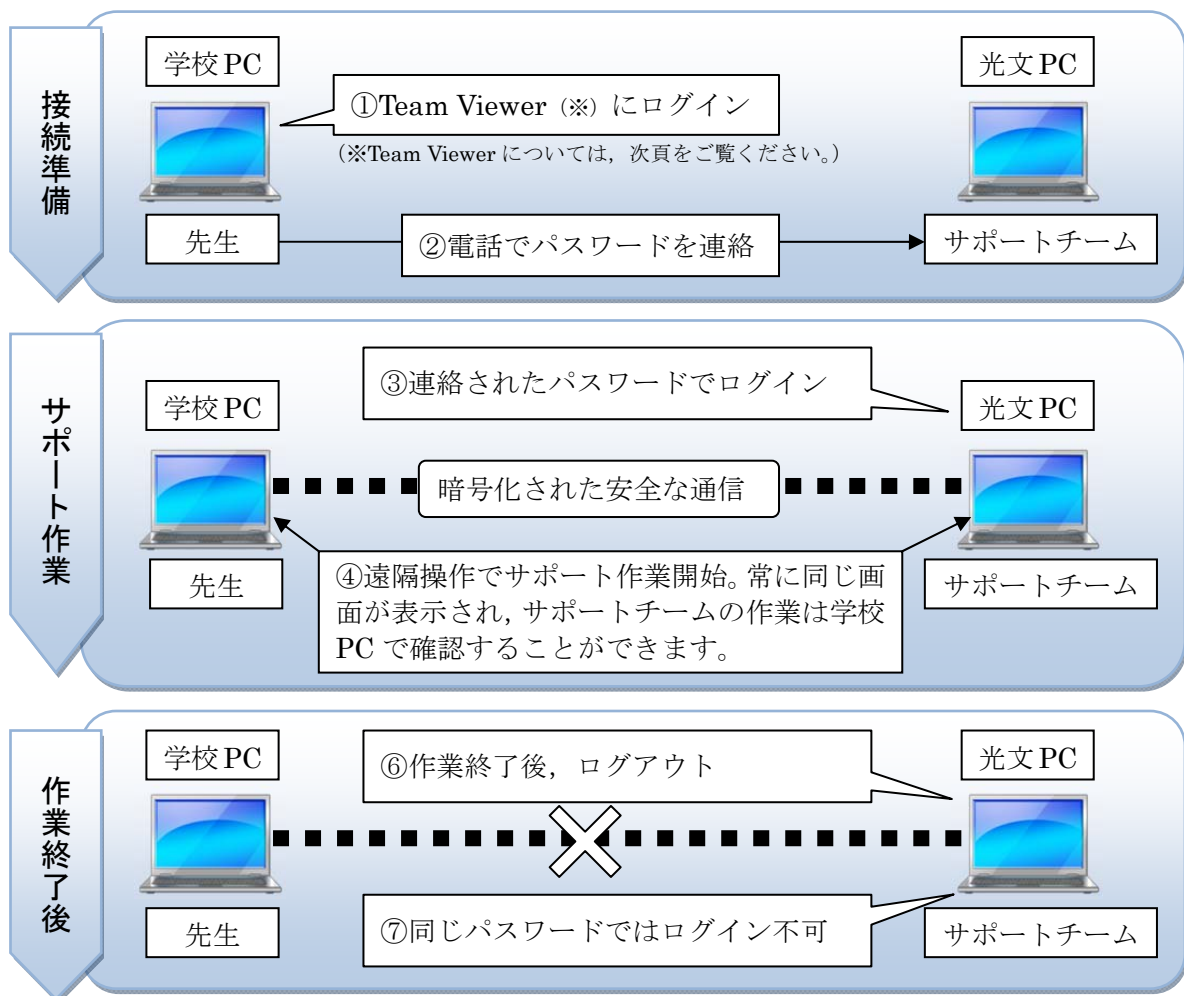 接続準備
学校PC
光文PC
①Team Viewer（※）にログイン
（※Team Viewerについては，次頁をご覧ください。）
先生
②電話でパスワードを連絡
サポートチーム
サポート作業
③連絡されたパスワードでログイン
学校PC
光文PC
暗号化された安全な通信
先生
④遠隔操作でサポート作業開始。常に同じ画
面が表示され，サポートチームの作業は学校
PCで確認することができます。
サポートチーム
作業終了後
学校PC
⑥作業終了後，ログアウト
光文PC
先生
⑦同じパスワードではログイン不可
サポートチーム